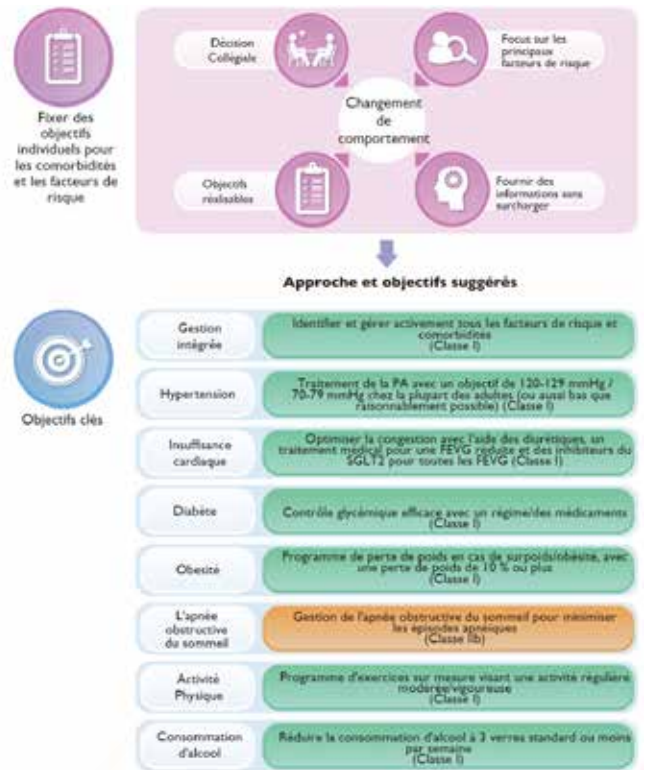 Fixer des
objectifs
individuels pour
les comorbidités
et les facteurs de
risque
Décision
Collégiale
Focus sur les
principaux
facteurs de risque
Changement
de
comportement
Objectifs
réalisables
Fournir des
informations sans
surcharger
Approche et objectifs suggérés
Objectifs clés
Gestion
intégrée
Identifier et gérer activement tous les facteurs de risque et
comorbidités
(Classe I)
Hypertension
Traitement de la PA avec un objectif de 120-129 mmHg /
70-79 mmHg chez la plupart des adultes (ou aussi bas que
raisonnablement possible) (Classe I)
Insuffisance
cardiaque
Optimiser la congestion avec l'aide des diurétiques, un
traitement médical pour une FEVG réduite et des inhibiteurs du
SGLT2 pour toutes les FEVG (Classe I)
Diabète
Contrôle glycémique efficace avec un régime/des médicaments
(Classe I)
Obesité
Programme de perte de poids en cas de surpoids/obésité, avec
une perte de poids de 10 % ou plus
(Classe I)
L'apnée
obstructive
du sommeil
Gestion de l'apnée obstructive du sommeil pour minimiser
les épisodes apnéiques
(Classe IIb)
Activité
Physique
Programme d'exercices sur mesure visant une activité régulière
modérée/vigoureuse
(Classe I)
Consommation
d'alcool
Réduire la consommation d'alcool à 3 verres standard ou moins
par semaine
(Classe I)